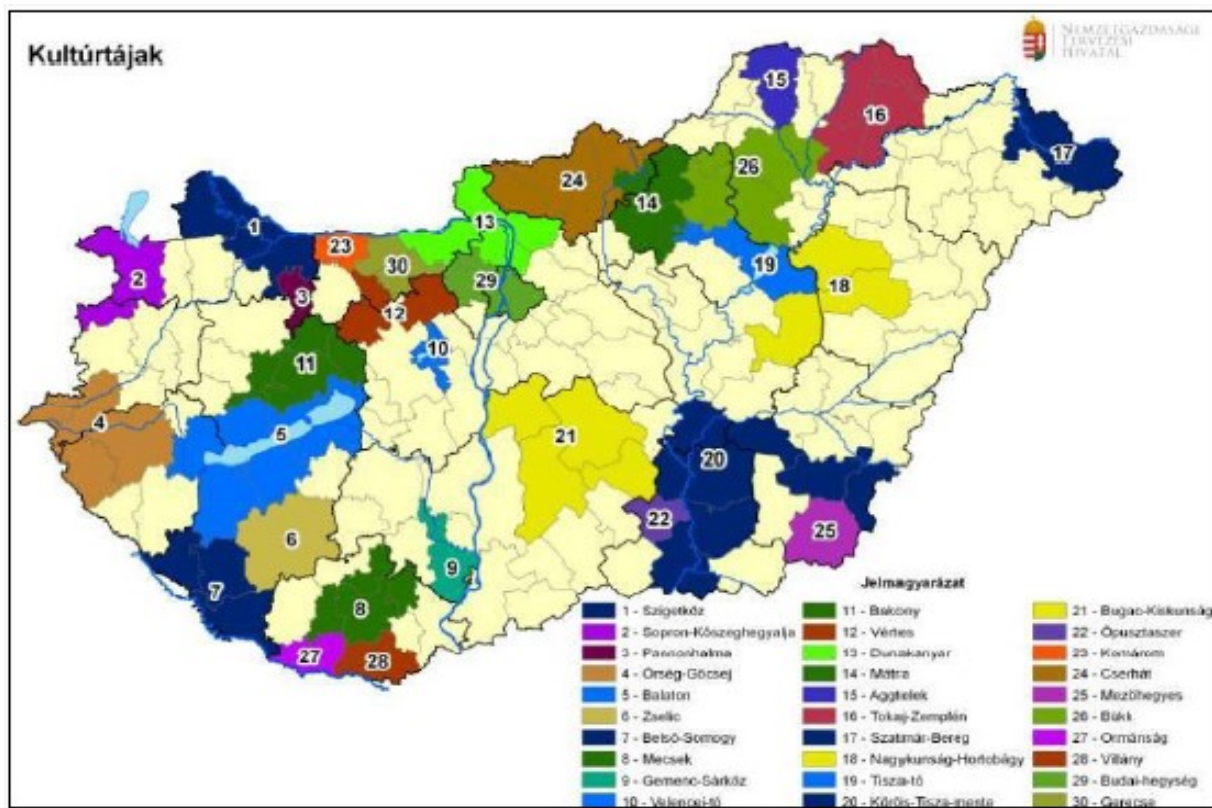 Kultúrtájak
NEMZETGAZDASÁGI
TERVEZÉSI
HIVATAL
15
16
17
24
26
14
1
13
23
30
2
3
29
19
18
12
10
11
4
5
21
20
22
25
6
7
9
8
27
28
Jelmagyarázat
1 - Szigetköz
2 - Sopron-Kőszeghegyalja
3 - Pannonhalma
4 - Őrség-Göcsej
5 - Balaton
6 - Zselic
7 - Belső-Somogy
8 - Mecsek
9 - Gemenc-Sárköz
10 - Velencei-tó
11 - Bakony
12 - Vértes
13 - Dunakanyar
14 - Mátra
15 - Aggtelek
16 - Tokaj-Zemplén
17 - Szatmár-Bereg
18 - Nagykunság-Hortobágy
19 - Tisza-tó
20 - Körös-Tisza-mente
21 - Bugac-Kiskunság
22 - Ópusztaszer
23 - Komárom
24 - Cserhát
25 - Mezőhegyes
26 - Bükk
27 - Ormánság
28 - Villány
29 - Budai-hegység
30 - Gerecse